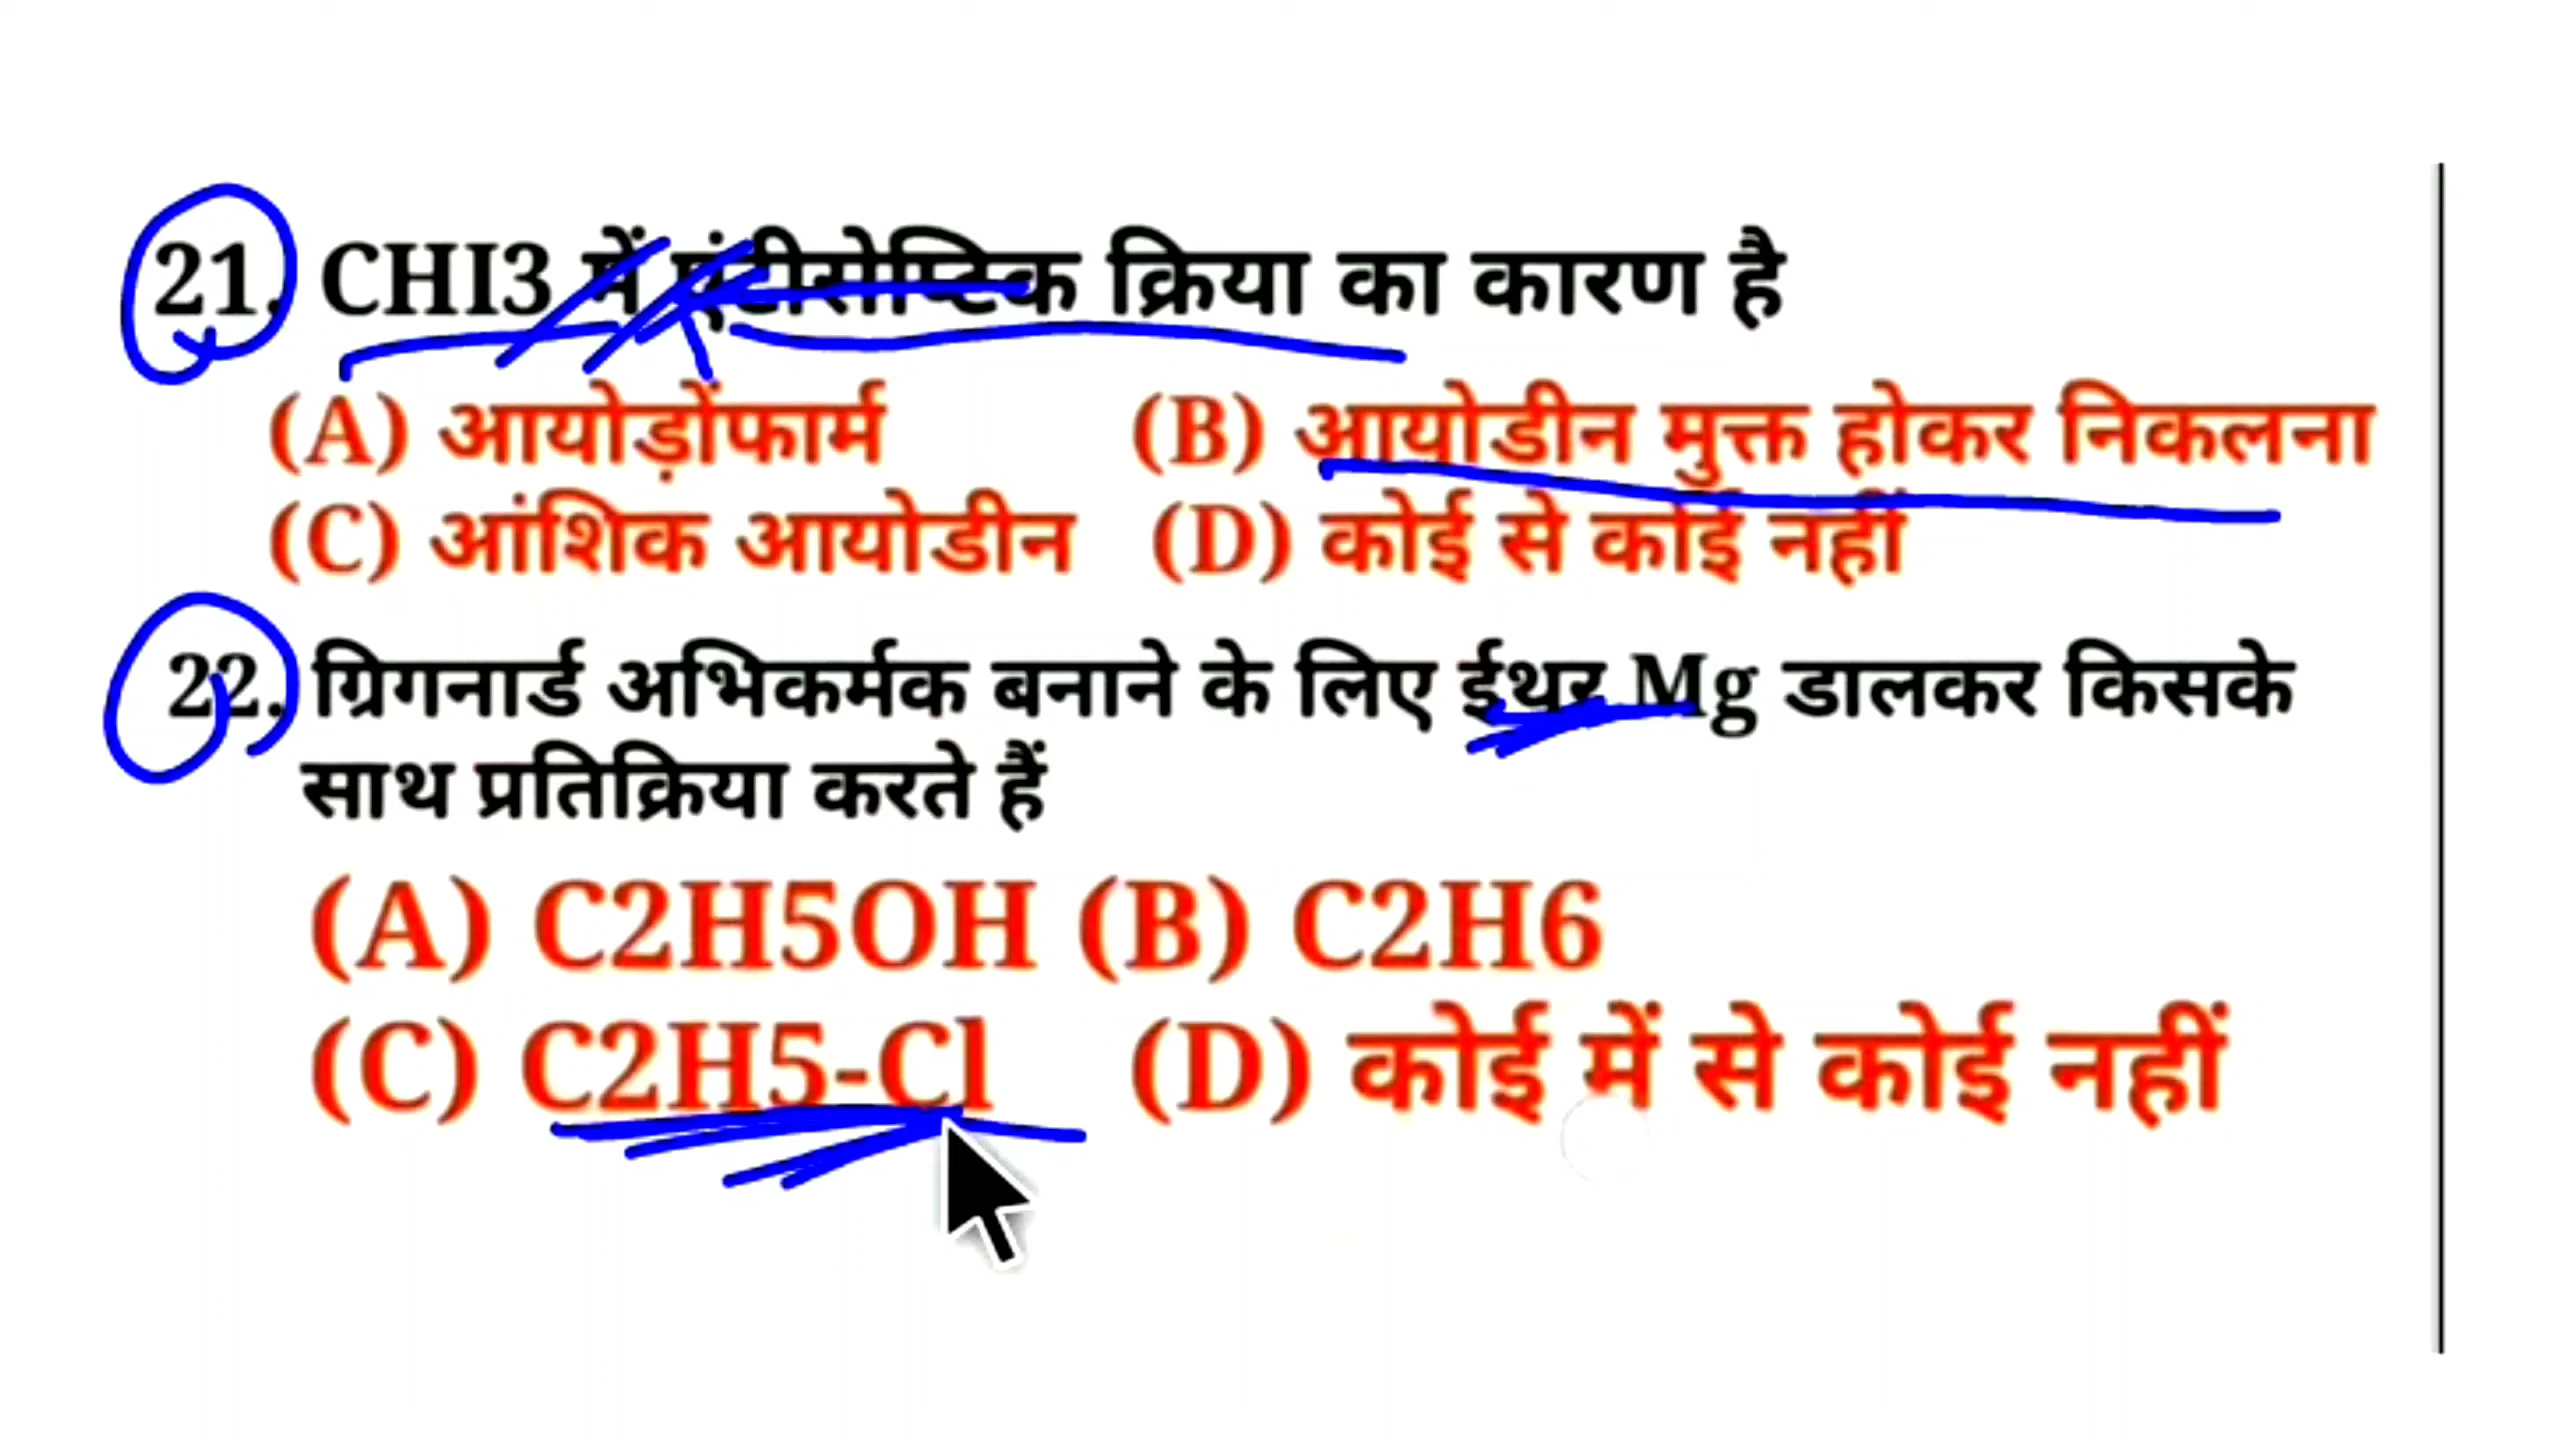 21. CHI3 में एंटीसेप्टिक क्रिया का कारण है
(A) आयोड़ोंफार्म (B) आयोडीन मुक्त होकर निकलना
(C) आंशिक आयोडीन (D) कोई से कोई नहीं
22. ग्रिगनार्ड अभिकर्मक बनाने के लिए ईथर Mg डालकर किसके
साथ प्रतिक्रिया करते हैं
(A) C2H5OH (B) C2H6
(C) C2H5-Cl (D) कोई में से कोई नहीं